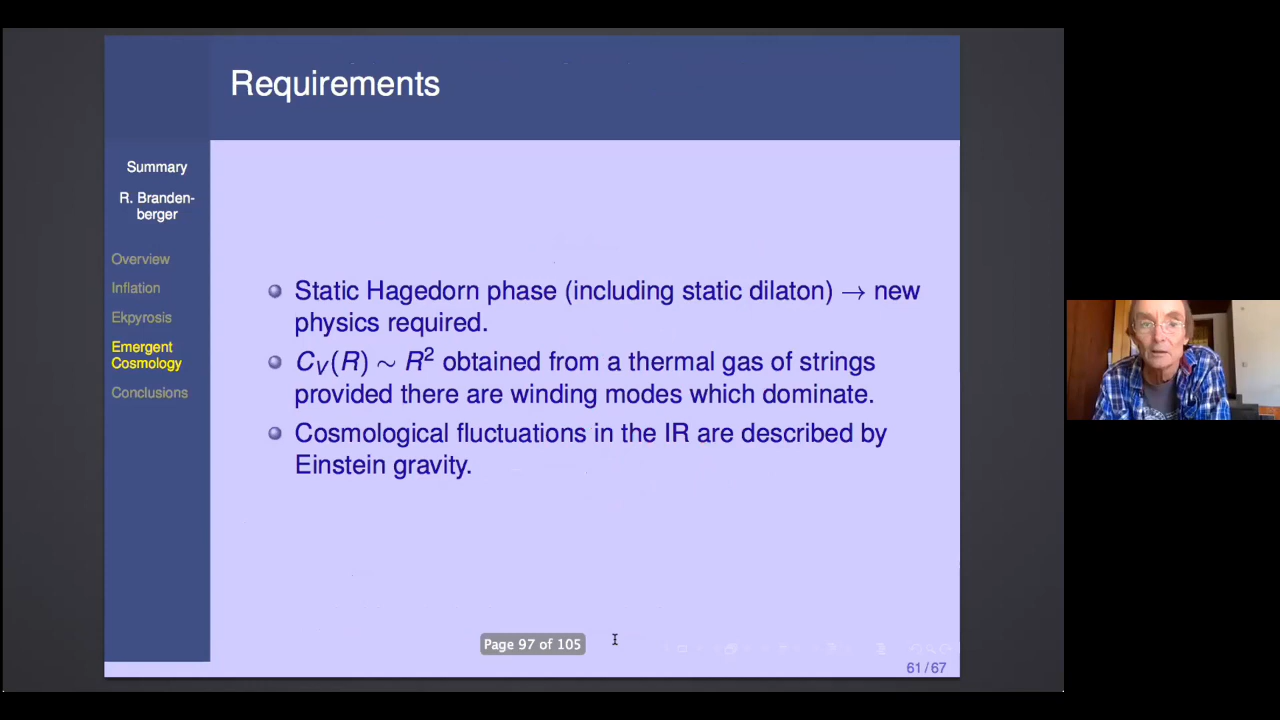 Requirements
Summary
R. Branden-
berger
Overview
Inflation
Ekpyrosis
Emergent
Cosmology
Conclusions
Static Hagedorn phase (including static dilaton) → new
physics required.
C_V(R) ∼ R² obtained from a thermal gas of strings
provided there are winding modes which dominate.
Cosmological fluctuations in the IR are described by
Einstein gravity.
Page 97 of 105
61 / 67